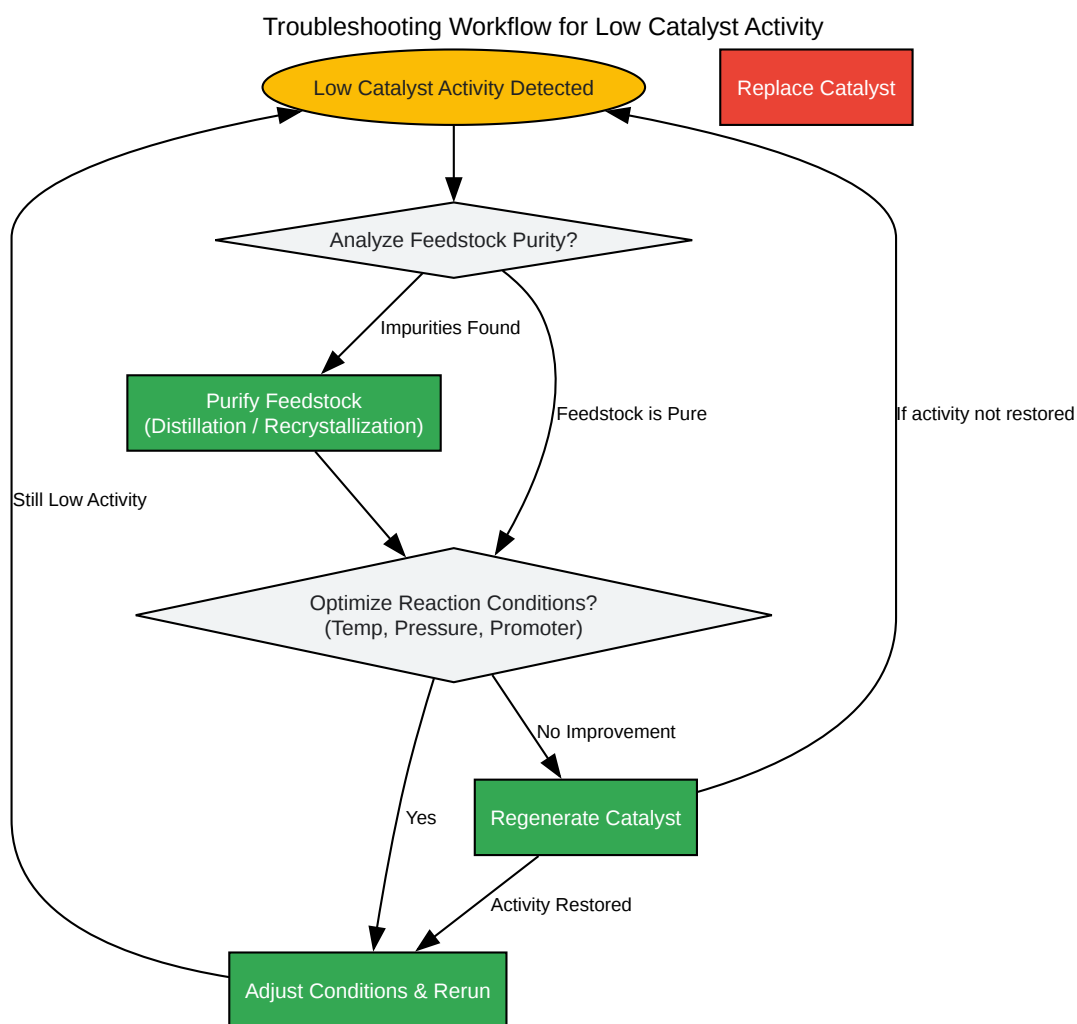 Troubleshooting Workflow for Low Catalyst Activity
Low Catalyst Activity Detected
Replace Catalyst
Analyze Feedstock Purity?
Impurities Found
Purify Feedstock
(Distillation / Recrystallization)
Feedstock is Pure
If activity not restored
Still Low Activity
Optimize Reaction Conditions?
(Temp, Pressure, Promoter)
No Improvement
Yes
Regenerate Catalyst
Activity Restored
Adjust Conditions & Rerun